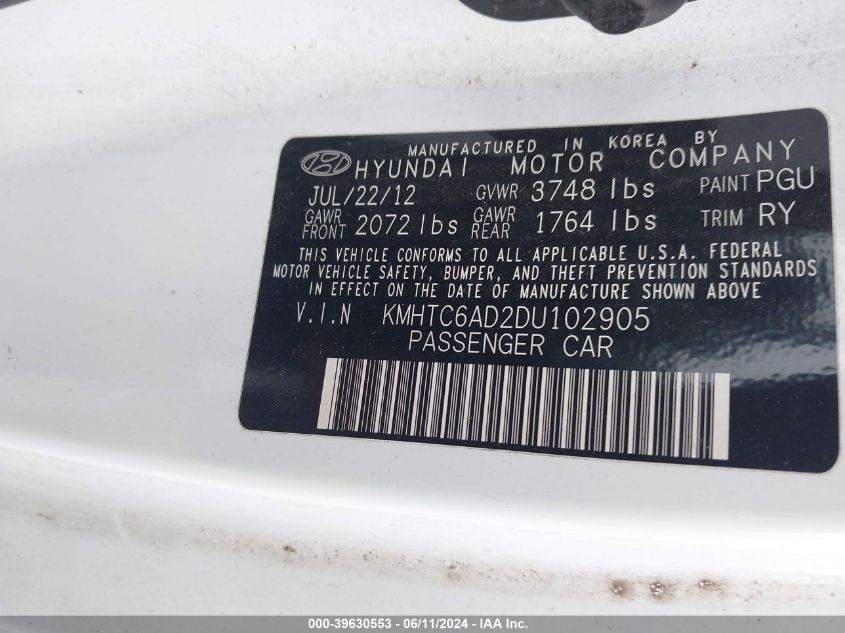 MANUFACTURED IN KOREA BY
HYUNDAI MOTOR COMPANY
JUL/22/12 GVWR 3748 lbs PAINT PGU
GAWR FRONT 2072 lbs GAWR REAR 1764 lbs TRIM RY
THIS VEHICLE CONFORMS TO ALL APPLICABLE U.S.A. FEDERAL
MOTOR VEHICLE SAFETY, BUMPER, AND THEFT PREVENTION STANDARDS
IN EFFECT ON THE DATE OF MANUFACTURE SHOWN ABOVE
V.I.N KMHTC6AD2DU102905
PASSENGER CAR
000-39630553 - 06/11/2024 - IAA Inc.